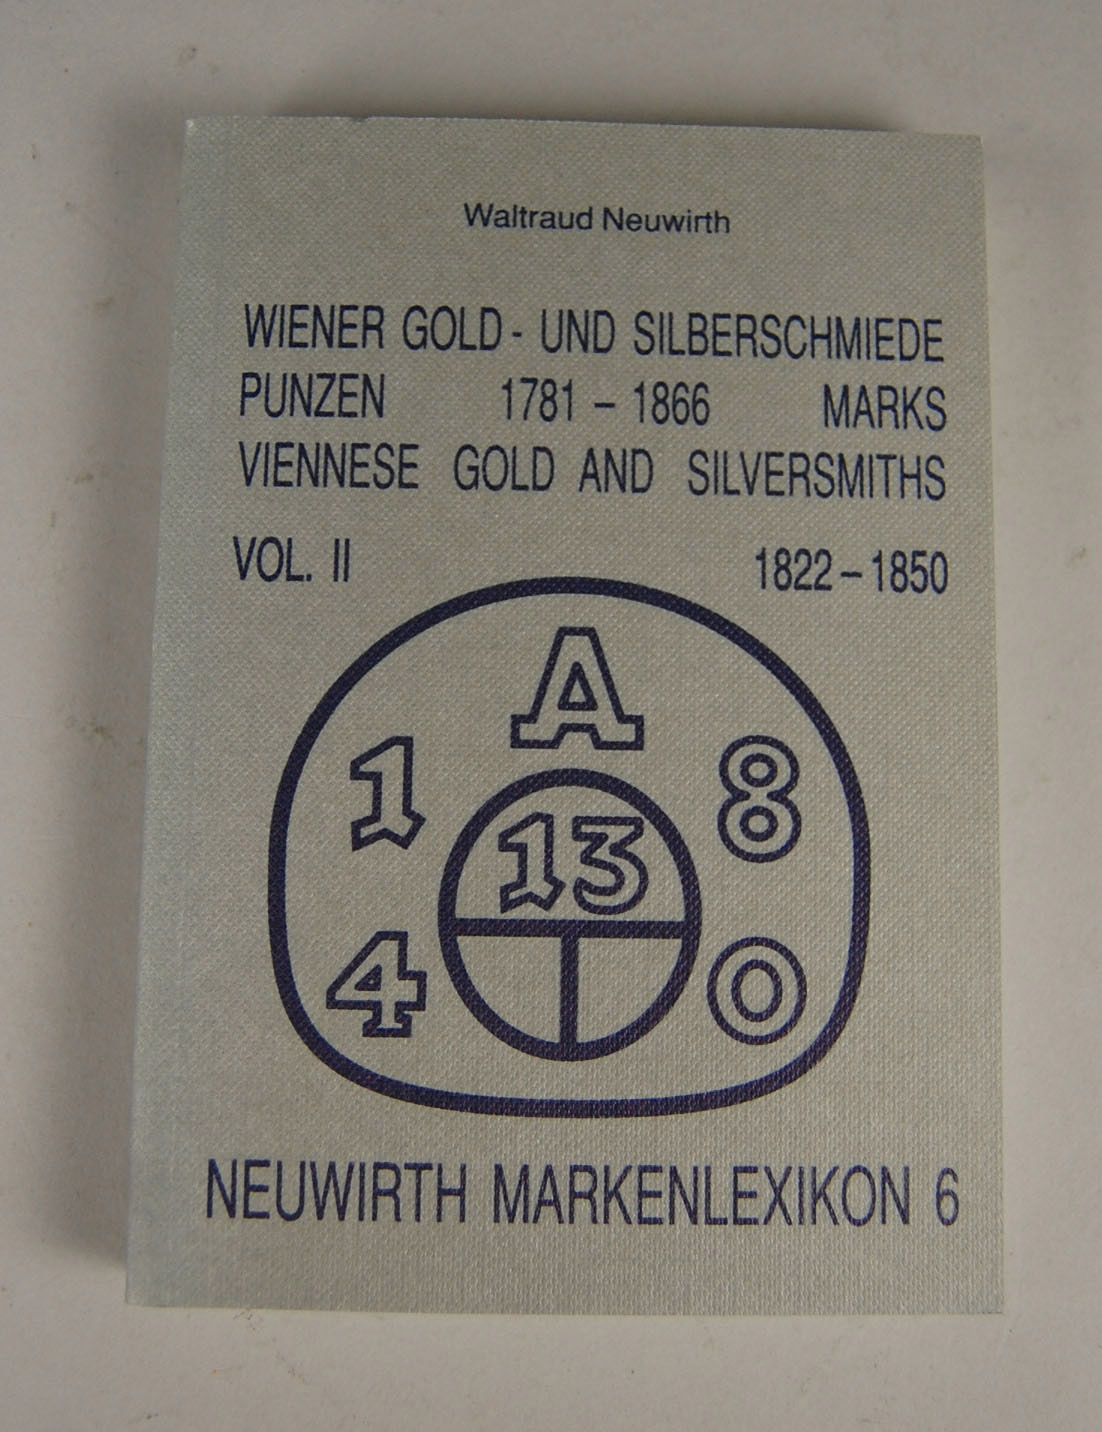 Waltraud Neuwirth
WIENER GOLD - UND SILBERSCHMIEDE
PUNZEN 1781 – 1866 MARKS
VIENNESE GOLD AND SILVERSMITHS
VOL. II 1822 – 1850
A
1 8
13
4 0
NEUWIRTH MARKENLEXIKON 6